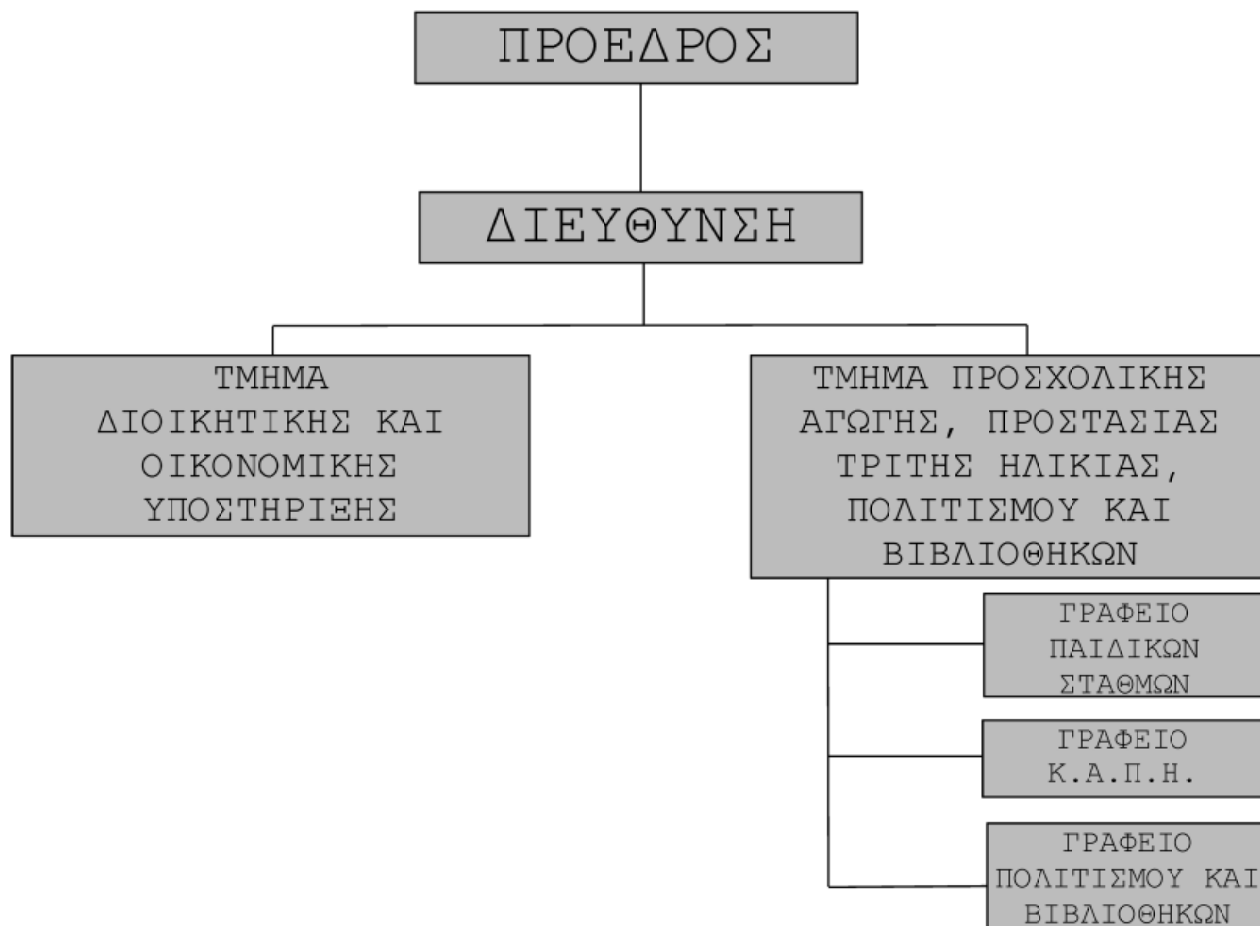 ΠΡΟΕΔΡΟΣ
ΔΙΕΥΘΥΝΣΗ
ΤΜΗΜΑ
ΔΙΟΙΚΗΤΙΚΗΣ ΚΑΙ
ΟΙΚΟΝΟΜΙΚΗΣ
ΥΠΟΣΤΗΡΙΞΗΣ
ΤΜΗΜΑ ΠΡΟΣΧΟΛΙΚΗΣ
ΑΓΩΓΗΣ, ΠΡΟΣΤΑΣΙΑΣ
ΤΡΙΤΗΣ ΗΛΙΚΙΑΣ,
ΠΟΛΙΤΙΣΜΟΥ ΚΑΙ
ΒΙΒΛΙΟΘΗΚΩΝ
ΓΡΑΦΕΙΟ
ΠΑΙΔΙΚΩΝ
ΣΤΑΘΜΩΝ
ΓΡΑΦΕΙΟ
Κ.Α.Π.Η.
ΓΡΑΦΕΙΟ
ΠΟΛΙΤΙΣΜΟΥ ΚΑΙ
ΒΙΒΛΙΟΘΗΚΩΝ